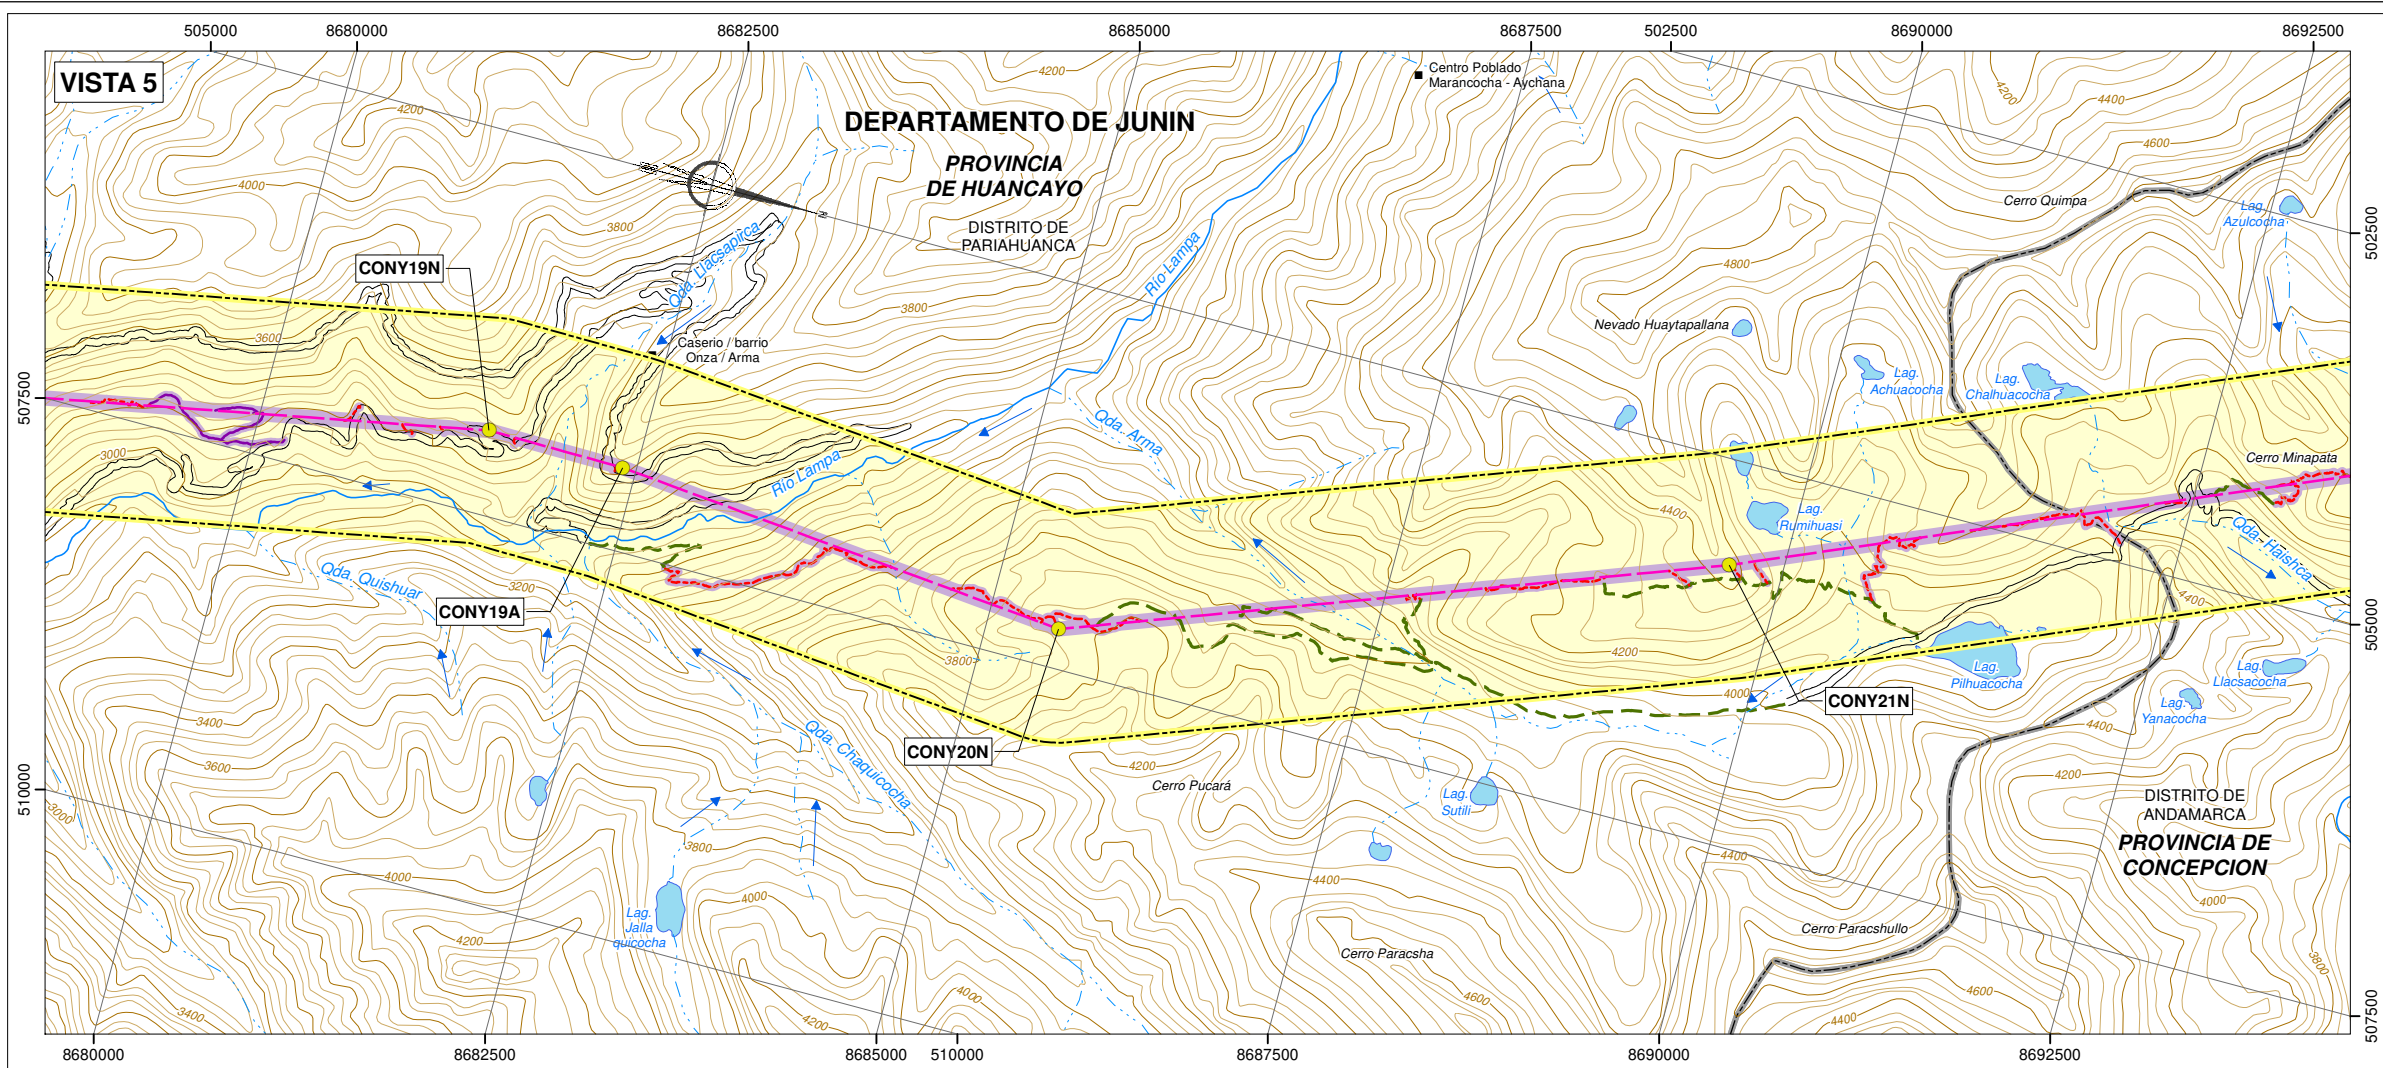 505000
8680000
8682500
8685000
8687500
502500
8690000
8692500
VISTA 5
4200
4200
Centro Poblado
Marancocha - Aychana
4200
4400
4600
DEPARTAMENTO DE JUNIN
PROVINCIA
DE HUANCAYO
DISTRITO DE
PARIAHUANCA
N
4000
3800
Cerro Quimpa
Lag.
Azulcocha
502500
CONY19N
Qda. Llacsapirca
Río Lampa
4800
3800
Nevado Huaytapallana
3600
Caserio / barrio
Onza / Arma
Lag.
Achuacocha
Lag.
Chalhuacocha
507500
Qda. Arma
3000
Río Lampa
Cerro Minapata
4400
Lag.
Rumihuasi
Qda. Haishca
Qda. Quishuar
3200
CONY19A
4400
4400
505000
3800
4200
Lag.
Pilhuacocha
Lag.
Llacsacocha
4000
CONY21N
Lag.
Yanacocha
3400
4400
Qda. Chaquicocha
CONY20N
3600
4200
Cerro Pucará
4200
510000
3000
Lag.
Sutili
DISTRITO DE
ANDAMARCA
PROVINCIA DE
CONCEPCION
3800
4400
4000
4400
4000
4000
Lag.
Jalla
quicocha
4200
Cerro Paracshullo
Cerro Paracsha
3800
4000
4600
4600
3400
4200
4400
507500
8680000
8682500
8685000
510000
8687500
8690000
8692500